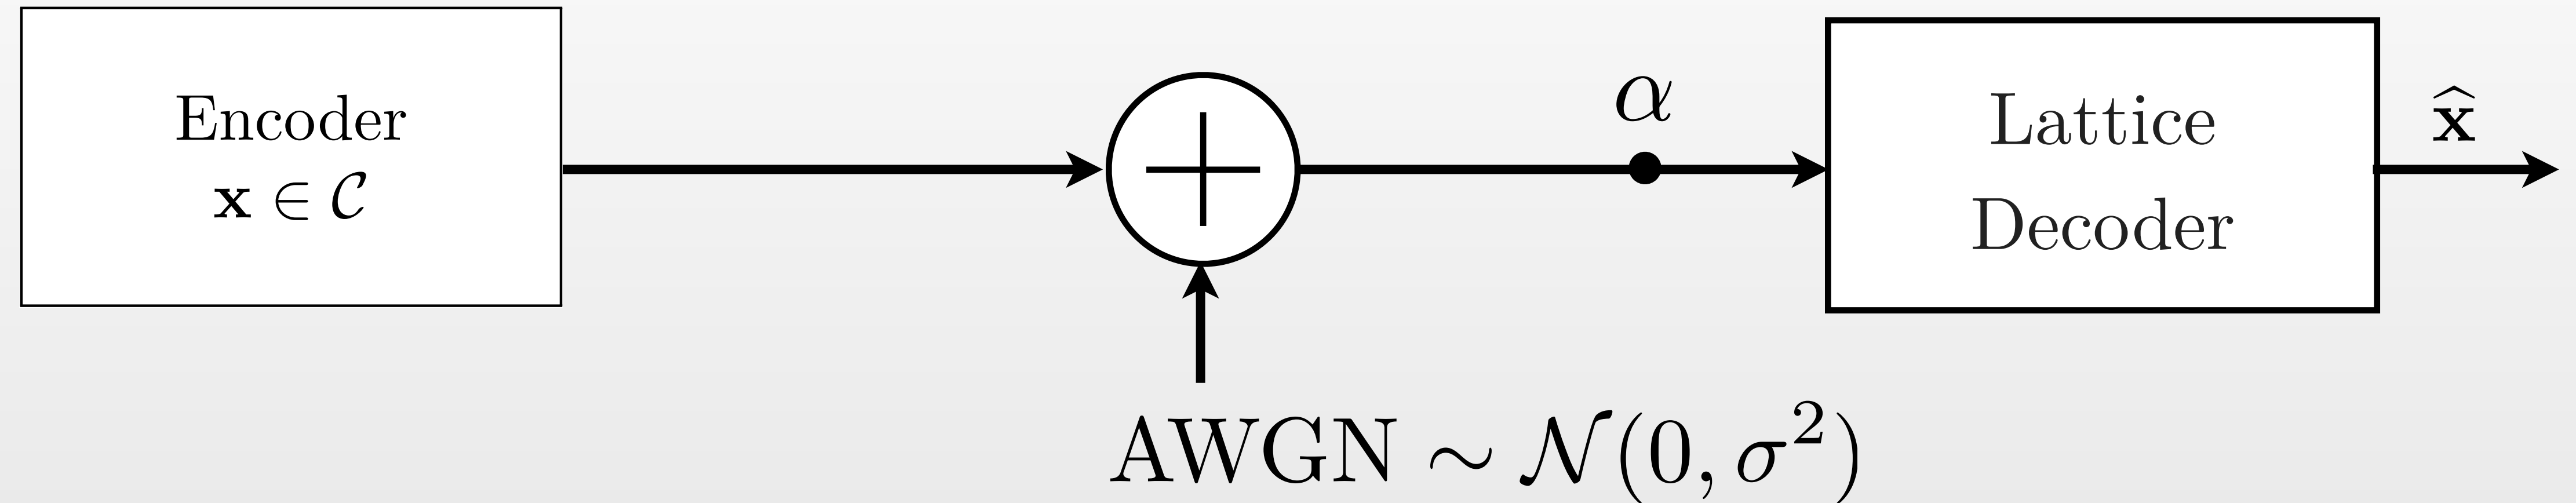 Encoder
𝐱 ∈ 𝒞
α
Lattice
Decoder
𝐱̂
AWGN ∼ 𝒩(0, σ²)